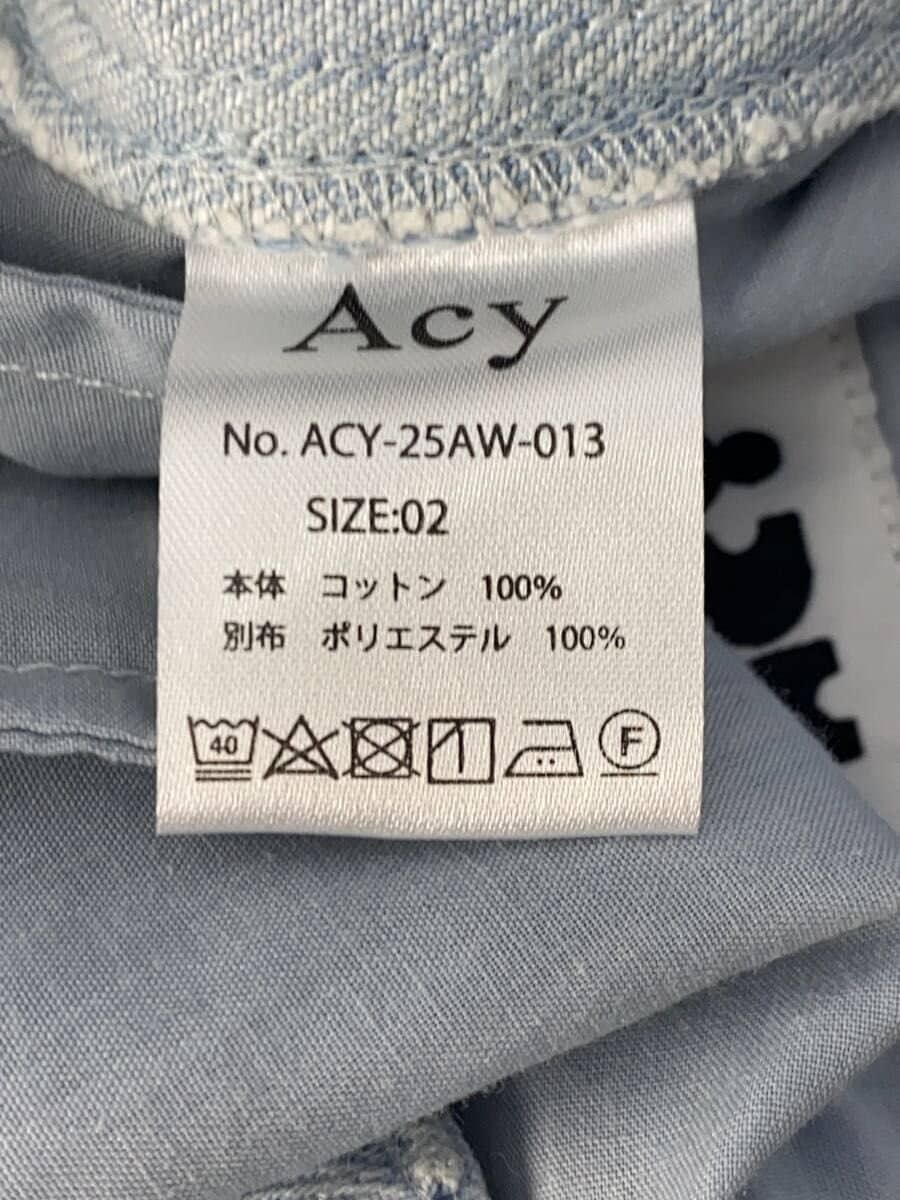 Acy
No. ACY-25AW-013
SIZE:02
本体 コットン 100%
別布 ポリエステル 100%
40
F